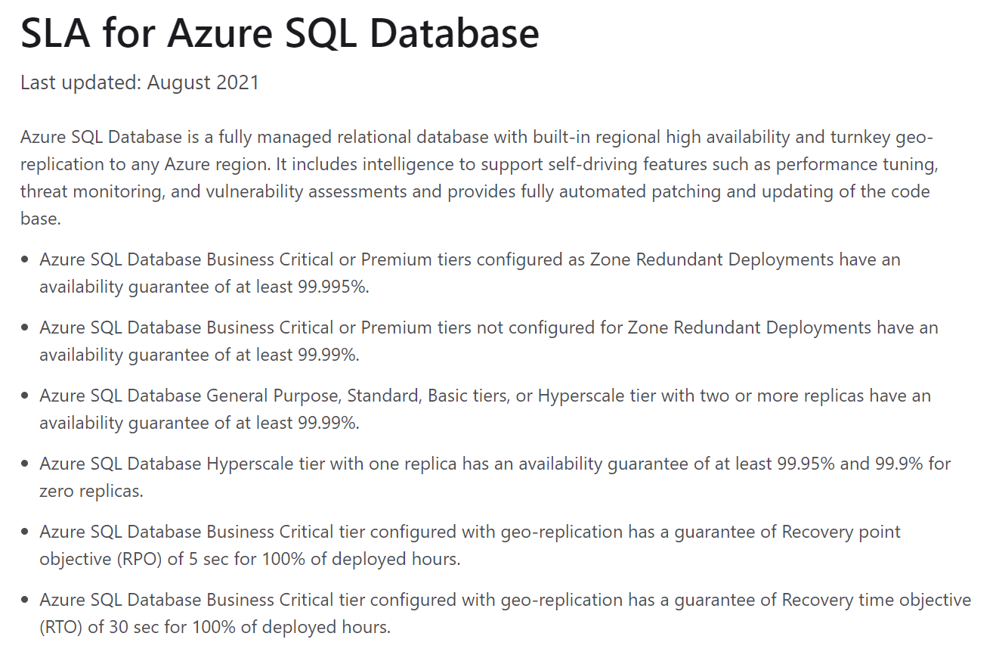 SLA for Azure SQL Database
Last updated: August 2021
Azure SQL Database is a fully managed relational database with built-in regional high availability and turnkey geo-
replication to any Azure region. It includes intelligence to support self-driving features such as performance tuning,
threat monitoring, and vulnerability assessments and provides fully automated patching and updating of the code
base.
• Azure SQL Database Business Critical or Premium tiers configured as Zone Redundant Deployments have an
availability guarantee of at least 99.995%.
• Azure SQL Database Business Critical or Premium tiers not configured for Zone Redundant Deployments have an
availability guarantee of at least 99.99%.
• Azure SQL Database General Purpose, Standard, Basic tiers, or Hyperscale tier with two or more replicas have an
availability guarantee of at least 99.99%.
• Azure SQL Database Hyperscale tier with one replica has an availability guarantee of at least 99.95% and 99.9% for
zero replicas.
• Azure SQL Database Business Critical tier configured with geo-replication has a guarantee of Recovery point
objective (RPO) of 5 sec for 100% of deployed hours.
• Azure SQL Database Business Critical tier configured with geo-replication has a guarantee of Recovery time objective
(RTO) of 30 sec for 100% of deployed hours.